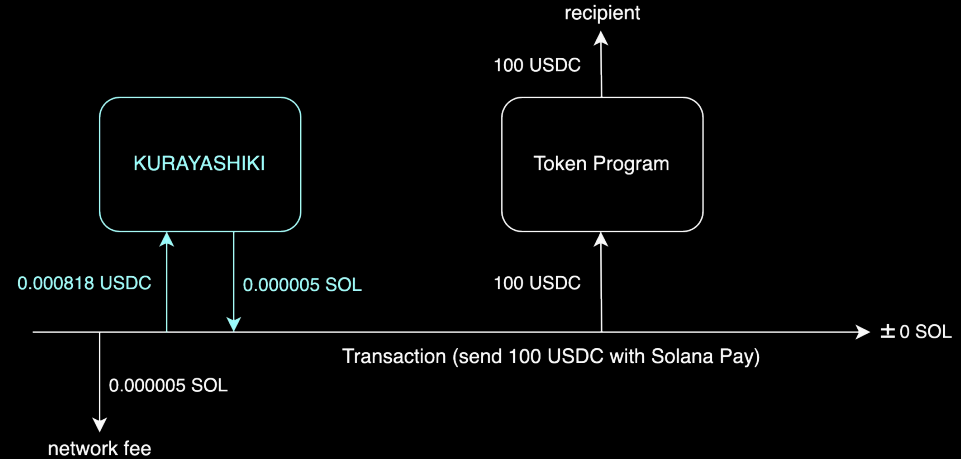 recipient
100 USDC
KURAYASHIKI
Token Program
0.000818 USDC
0.000005 SOL
100 USDC
±0 SOL
Transaction (send 100 USDC with Solana Pay)
0.000005 SOL
network fee